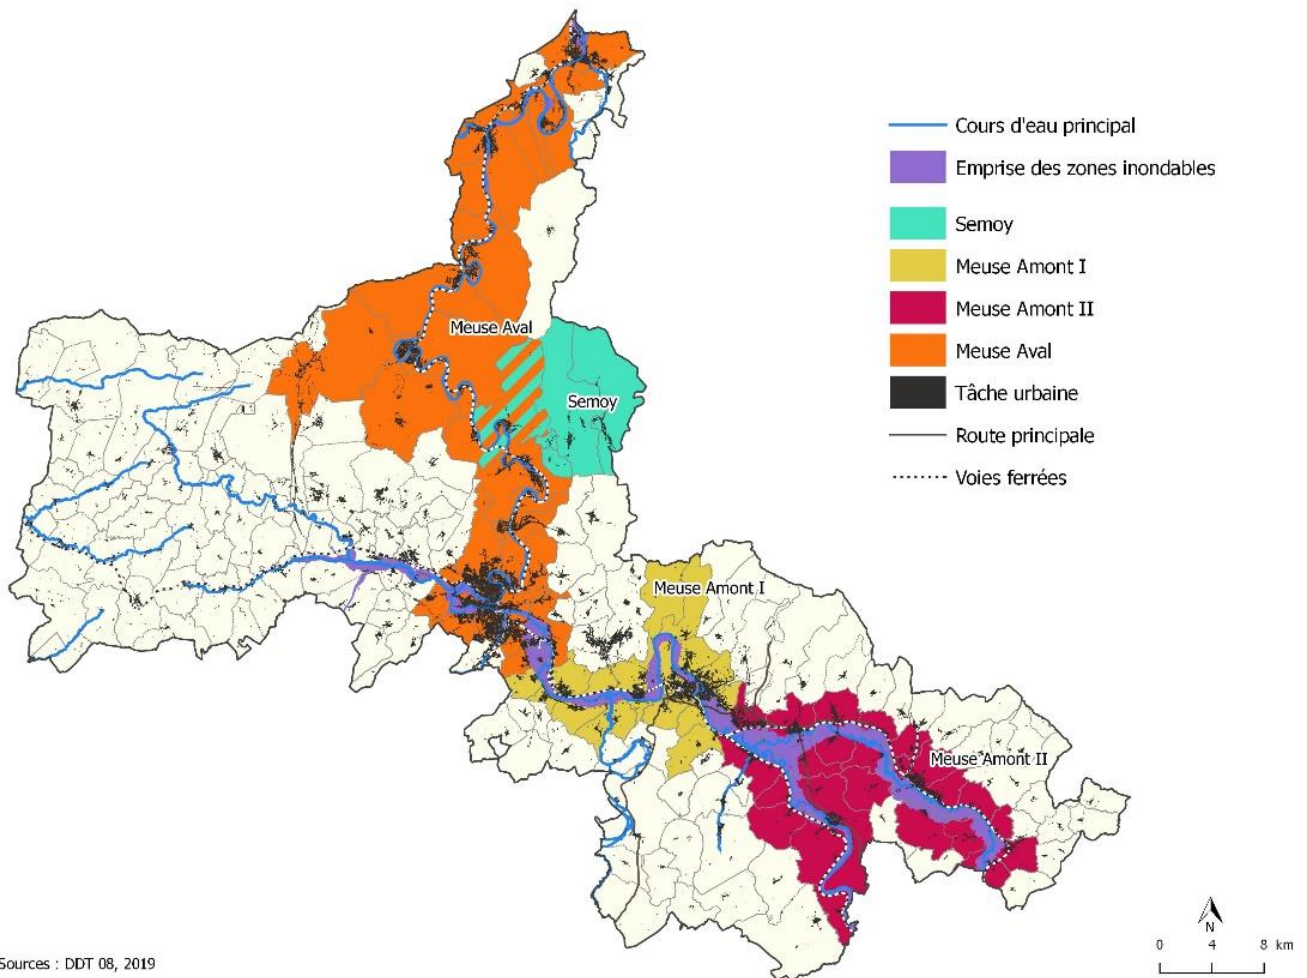 Cours d'eau principal
Emprise des zones inondables
Semoy
Meuse Amont I
Meuse Amont II
Meuse Aval
Tâche urbaine
Route principale
Voies ferrées
Meuse Aval
Semoy
Meuse Amont I
Meuse Amont II
N
0 4 8 km
Sources : DDT 08, 2019